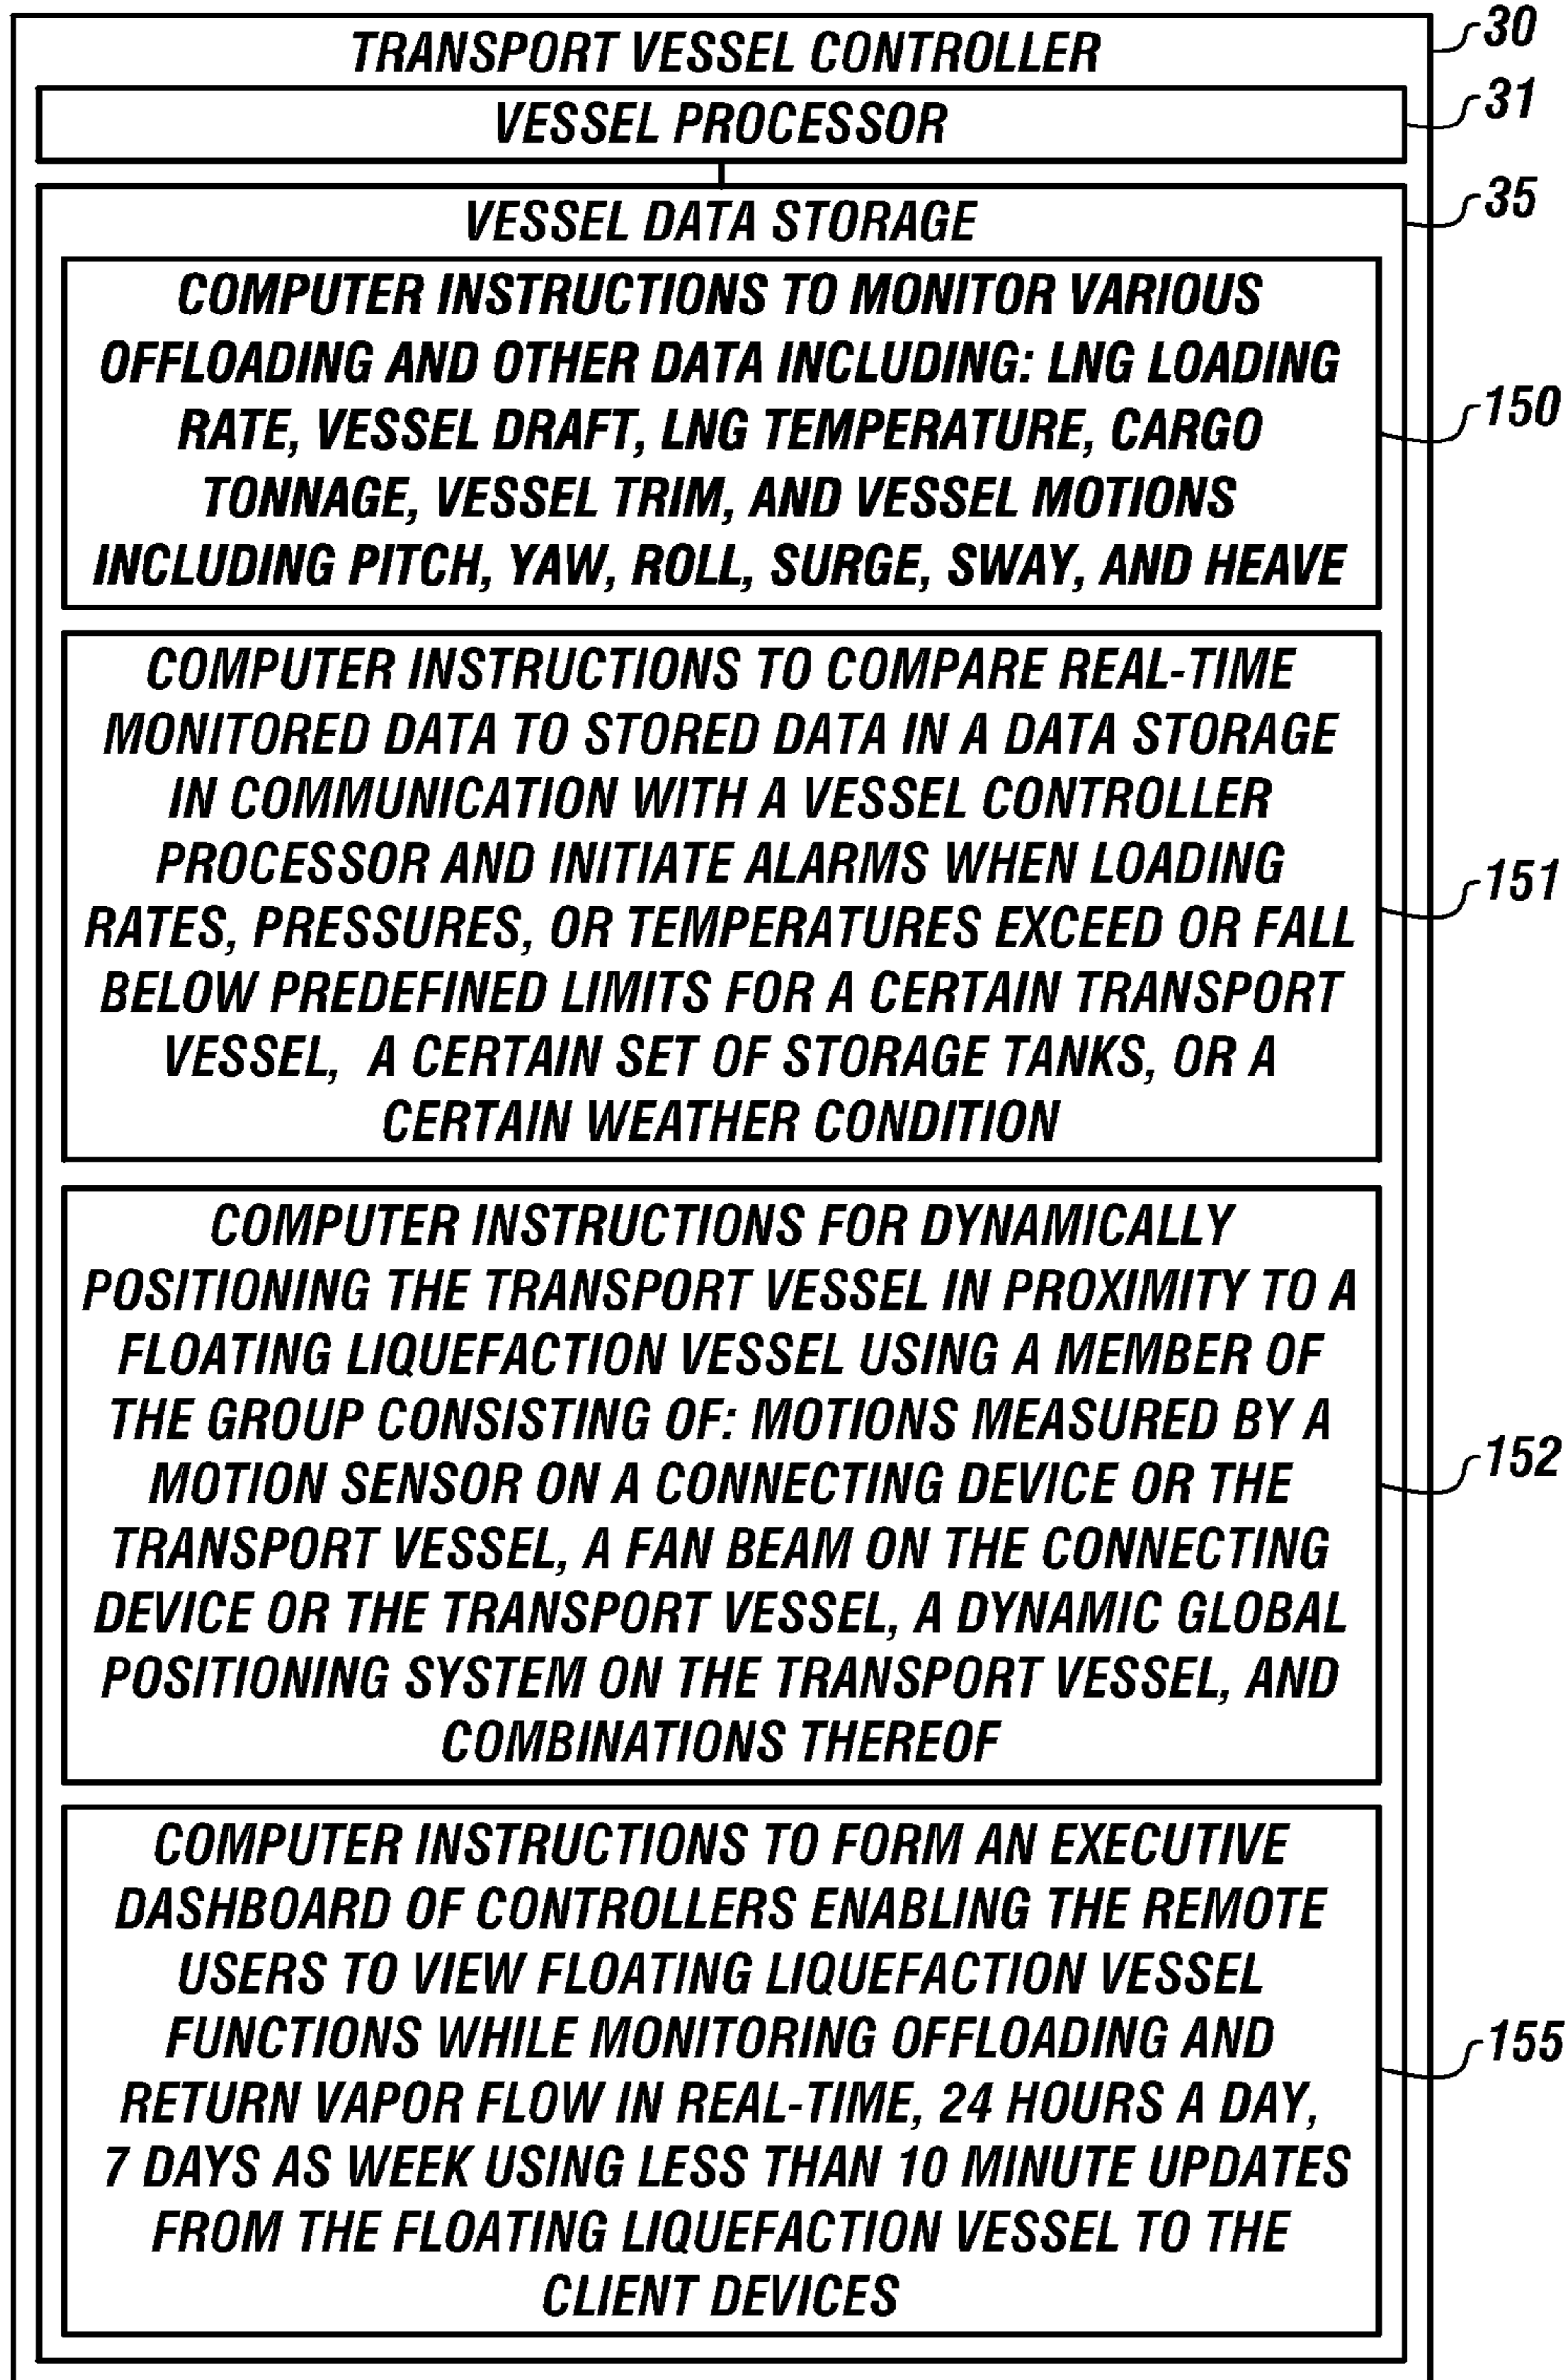 TRANSPORT VESSEL CONTROLLER
30
VESSEL PROCESSOR
31
VESSEL DATA STORAGE
35
COMPUTER INSTRUCTIONS TO MONITOR VARIOUS
OFFLOADING AND OTHER DATA INCLUDING: LNG LOADING
RATE, VESSEL DRAFT, LNG TEMPERATURE, CARGO
TONNAGE, VESSEL TRIM, AND VESSEL MOTIONS
INCLUDING PITCH, YAW, ROLL, SURGE, SWAY, AND HEAVE
150
COMPUTER INSTRUCTIONS TO COMPARE REAL-TIME
MONITORED DATA TO STORED DATA IN A DATA STORAGE
IN COMMUNICATION WITH A VESSEL CONTROLLER
PROCESSOR AND INITIATE ALARMS WHEN LOADING
RATES, PRESSURES, OR TEMPERATURES EXCEED OR FALL
BELOW PREDEFINED LIMITS FOR A CERTAIN TRANSPORT
VESSEL, A CERTAIN SET OF STORAGE TANKS, OR A
CERTAIN WEATHER CONDITION
151
COMPUTER INSTRUCTIONS FOR DYNAMICALLY
POSITIONING THE TRANSPORT VESSEL IN PROXIMITY TO A
FLOATING LIQUEFACTION VESSEL USING A MEMBER OF
THE GROUP CONSISTING OF: MOTIONS MEASURED BY A
MOTION SENSOR ON A CONNECTING DEVICE OR THE
TRANSPORT VESSEL, A FAN BEAM ON THE CONNECTING
DEVICE OR THE TRANSPORT VESSEL, A DYNAMIC GLOBAL
POSITIONING SYSTEM ON THE TRANSPORT VESSEL, AND
COMBINATIONS THEREOF
152
COMPUTER INSTRUCTIONS TO FORM AN EXECUTIVE
DASHBOARD OF CONTROLLERS ENABLING THE REMOTE
USERS TO VIEW FLOATING LIQUEFACTION VESSEL
FUNCTIONS WHILE MONITORING OFFLOADING AND
RETURN VAPOR FLOW IN REAL-TIME, 24 HOURS A DAY,
7 DAYS AS WEEK USING LESS THAN 10 MINUTE UPDATES
FROM THE FLOATING LIQUEFACTION VESSEL TO THE
CLIENT DEVICES
155